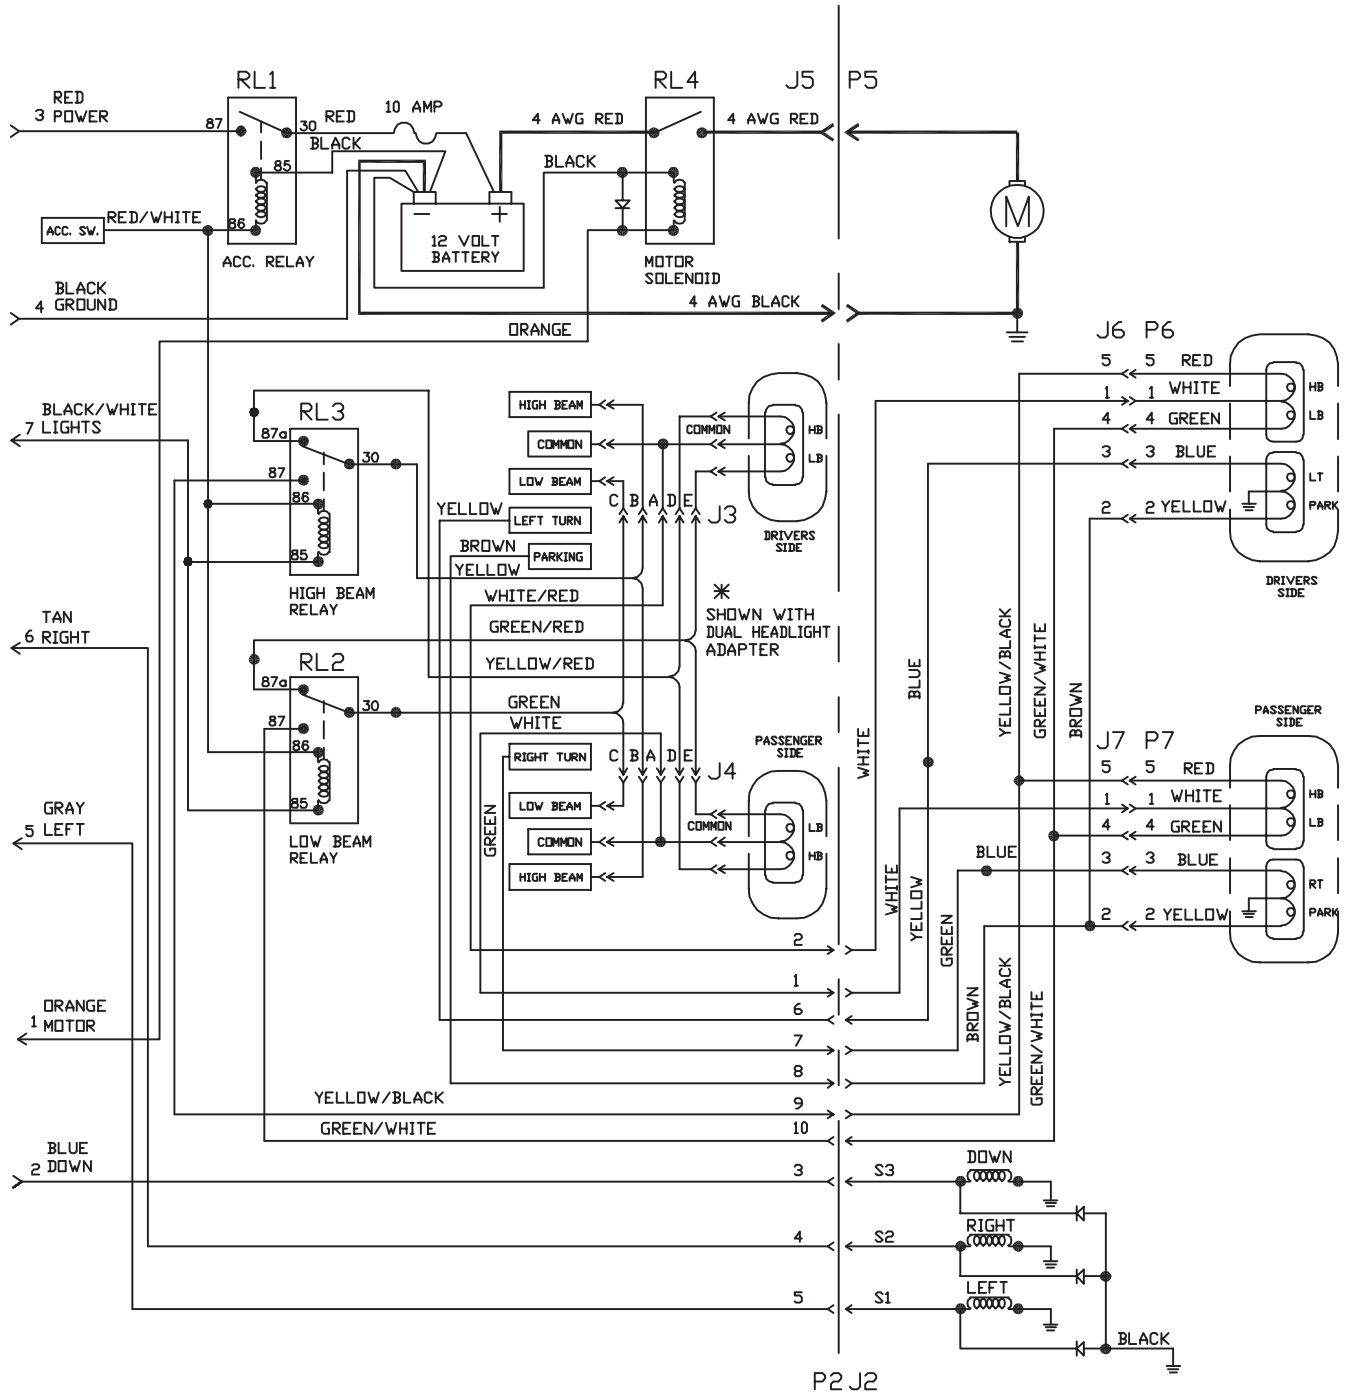 RL1
RL4
J5 P5
RED
3 POWER
87
30
RED
10 AMP
BLACK
4 AWG RED
4 AWG RED
BLACK
85
M
RED/WHITE
ACC. SW.
86
− +
12 VOLT
BATTERY
ACC. RELAY
MOTOR
SOLENOID
BLACK
4 GROUND
4 AWG BLACK
ORANGE
J6 P6
5 5 RED
1 1 WHITE
4 4 GREEN
3 3 BLUE
2 2 YELLOW
HB
LB
LT
PARK
DRIVERS
SIDE
BLACK/WHITE
7 LIGHTS
RL3
87a
30
87
86
85
HIGH BEAM
RELAY
HIGH BEAM
COMMON
LOW BEAM
LEFT TURN
PARKING
YELLOW
BROWN
YELLOW
WHITE/RED
GREEN/RED
YELLOW/RED
GREEN
WHITE
COMMON
HB
LB
C B A D E
J3
DRIVERS
SIDE
*
SHOWN WITH
DUAL HEADLIGHT
ADAPTER
TAN
6 RIGHT
RL2
87a
30
87
86
85
LOW BEAM
RELAY
RIGHT TURN
LOW BEAM
COMMON
HIGH BEAM
GREEN
C B A D E
J4
PASSENGER
SIDE
COMMON
LB
HB
WHITE
BLUE
YELLOW/BLACK
GREEN/WHITE
BROWN
PASSENGER
SIDE
J7 P7
5 5 RED
1 1 WHITE
4 4 GREEN
3 3 BLUE
2 2 YELLOW
HB
LB
RT
PARK
BLUE
WHITE
YELLOW
GREEN
BROWN
YELLOW/BLACK
GREEN/WHITE
GRAY
5 LEFT
ORANGE
1 MOTOR
2
1
6
7
8
YELLOW/BLACK
9
GREEN/WHITE
10
BLUE
2 DOWN
3 S3
DOWN
4 S2
RIGHT
5 S1
LEFT
BLACK
P2 J2